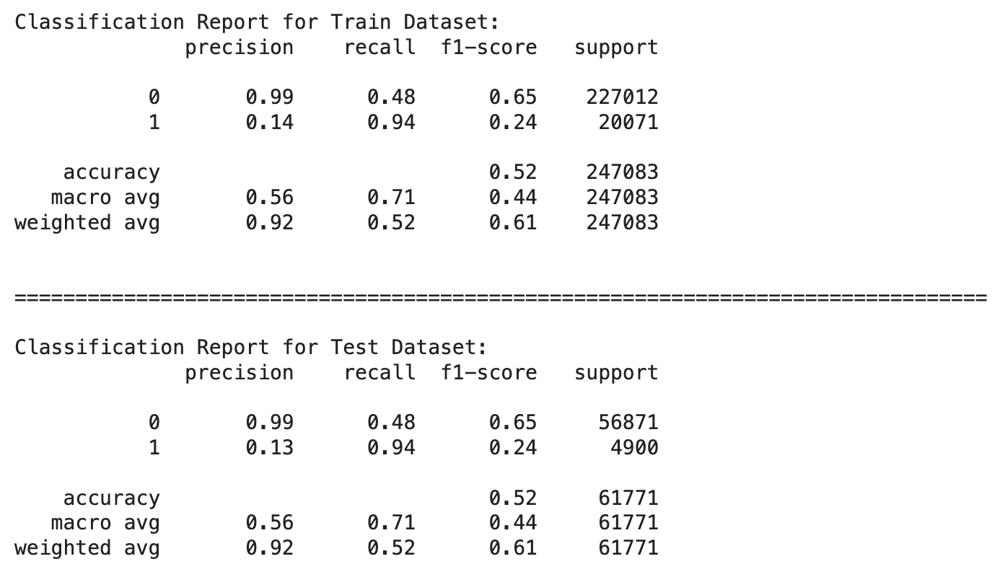 Classification Report for Train Dataset:
              precision    recall  f1-score   support

           0       0.99      0.48      0.65    227012
           1       0.14      0.94      0.24     20071

    accuracy                           0.52    247083
   macro avg       0.56      0.71      0.44    247083
weighted avg       0.92      0.52      0.61    247083

================================================================================

Classification Report for Test Dataset:
              precision    recall  f1-score   support

           0       0.99      0.48      0.65     56871
           1       0.13      0.94      0.24      4900

    accuracy                           0.52     61771
   macro avg       0.56      0.71      0.44     61771
weighted avg       0.92      0.52      0.61     61771